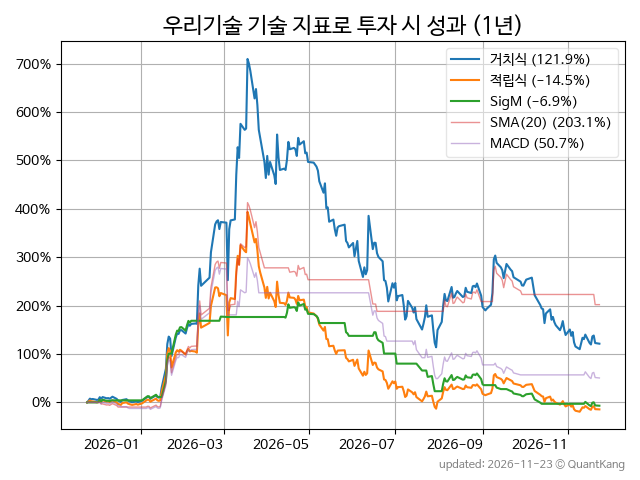 우리기술 기술 지표로 투자 시 성과 (1년)
거치식 (121.9%)
적립식 (−14.5%)
SigM (−6.9%)
SMA(20) (203.1%)
MACD (50.7%)
700%
600%
500%
400%
300%
200%
100%
0%
2026-01
2026-03
2026-05
2026-07
2026-09
2026-11
updated: 2026-11-23 © QuantKang